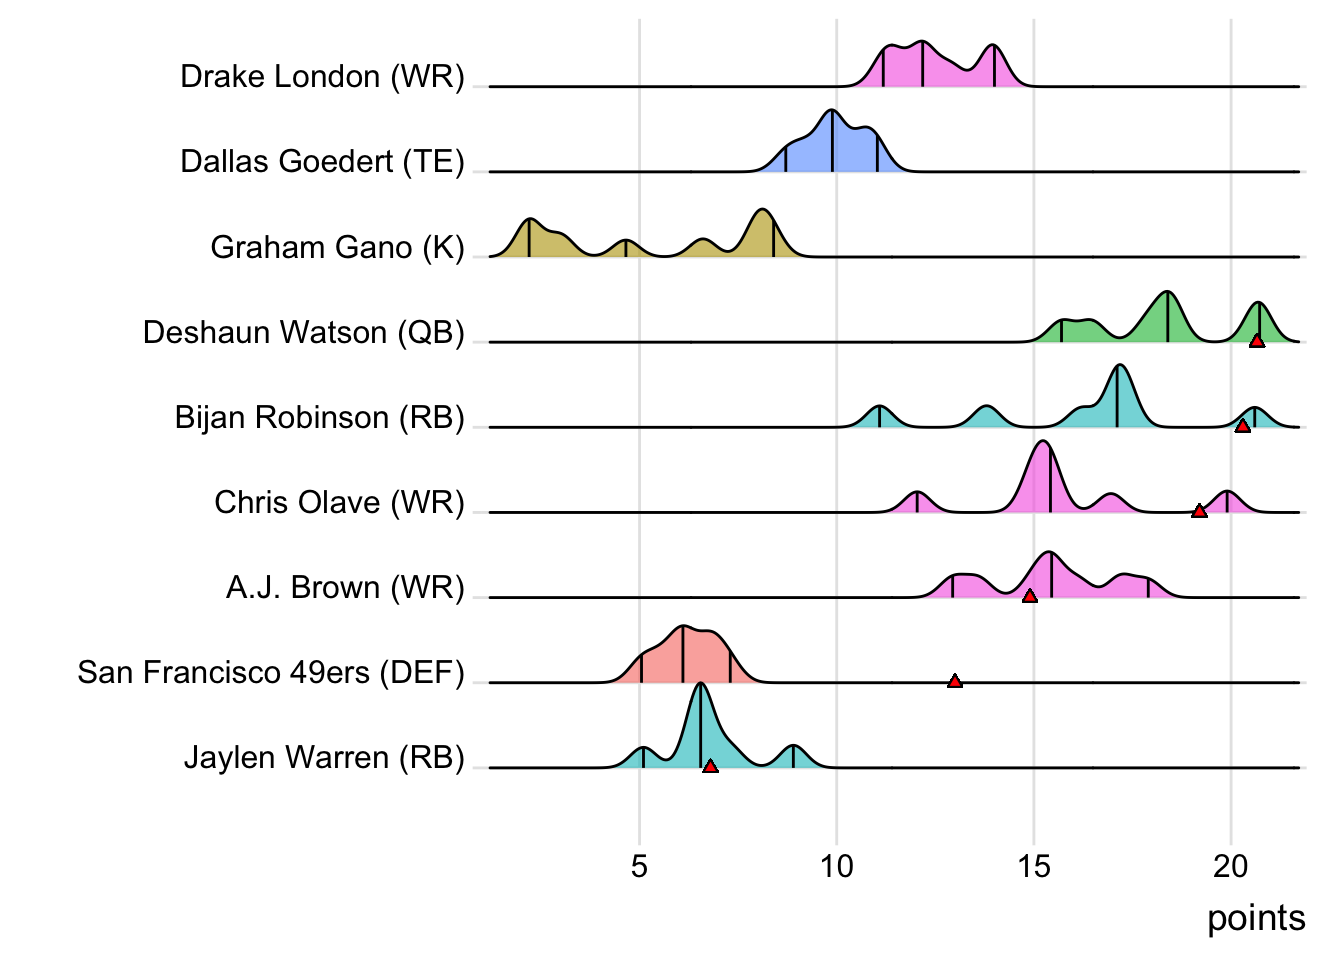 Drake London (WR)
Dallas Goedert (TE)
Graham Gano (K)
Deshaun Watson (QB)
Bijan Robinson (RB)
Chris Olave (WR)
A.J. Brown (WR)
San Francisco 49ers (DEF)
Jaylen Warren (RB)
5 10 15 20
points